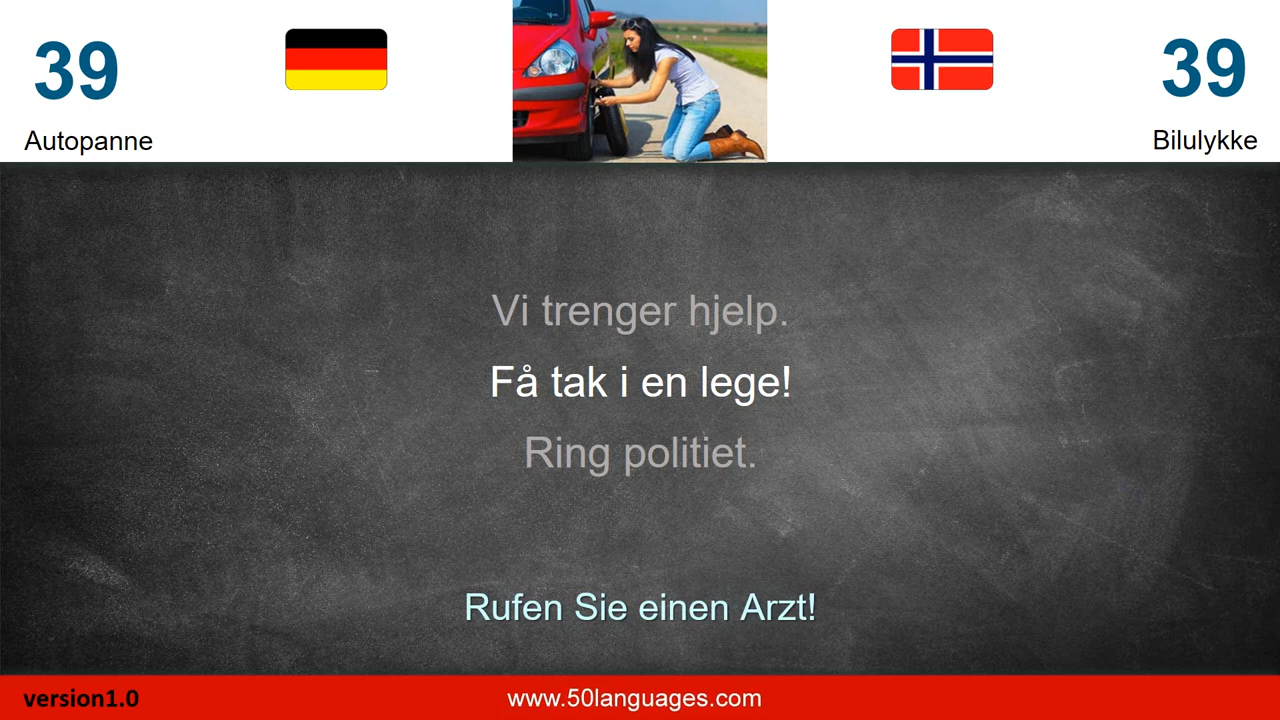 39
39
Autopanne
Bilulykke
Vi trenger hjelp.
Få tak i en lege!
Ring politiet.
Rufen Sie einen Arzt!
version1.0
www.50languages.com